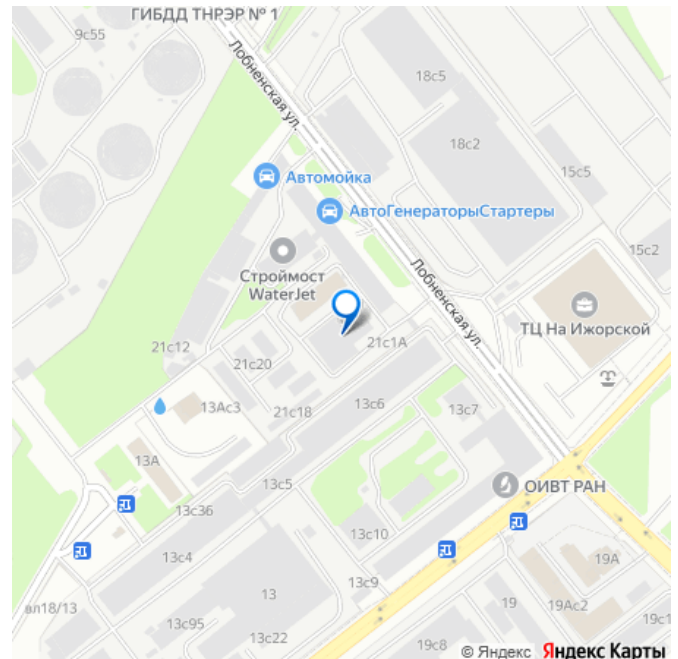 ГИБДД ТНРЭР № 1
9с55
Лобненская ул.
18с5
18с2
15с5
Автомойка
АвтоГенераторыСтартеры
15с2
Строймост
WaterJet
Лобненская ул.
ТЦ На Ижорской
21с12
21с20
21с1А
13Ас3
21с18
13с6
13с7
13А
13с5
ОИВТ РАН
13с36
13с10
13с4
19А
13с9
13
вл18/13
19
19Ас2
13с95
13с22
19с8
19с1
© Яндекс Яндекс Карты